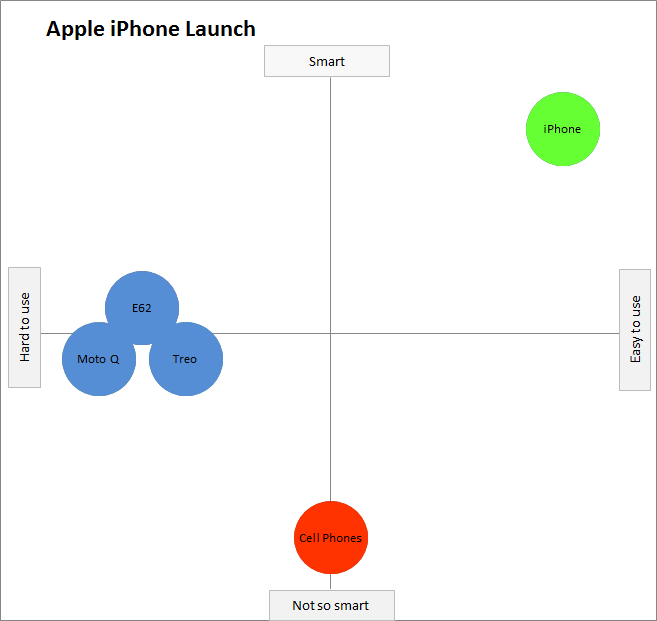 Apple iPhone Launch
Smart
iPhone
Hard to use
E62
Easy to use
Moto Q
Treo
Cell Phones
Not so smart